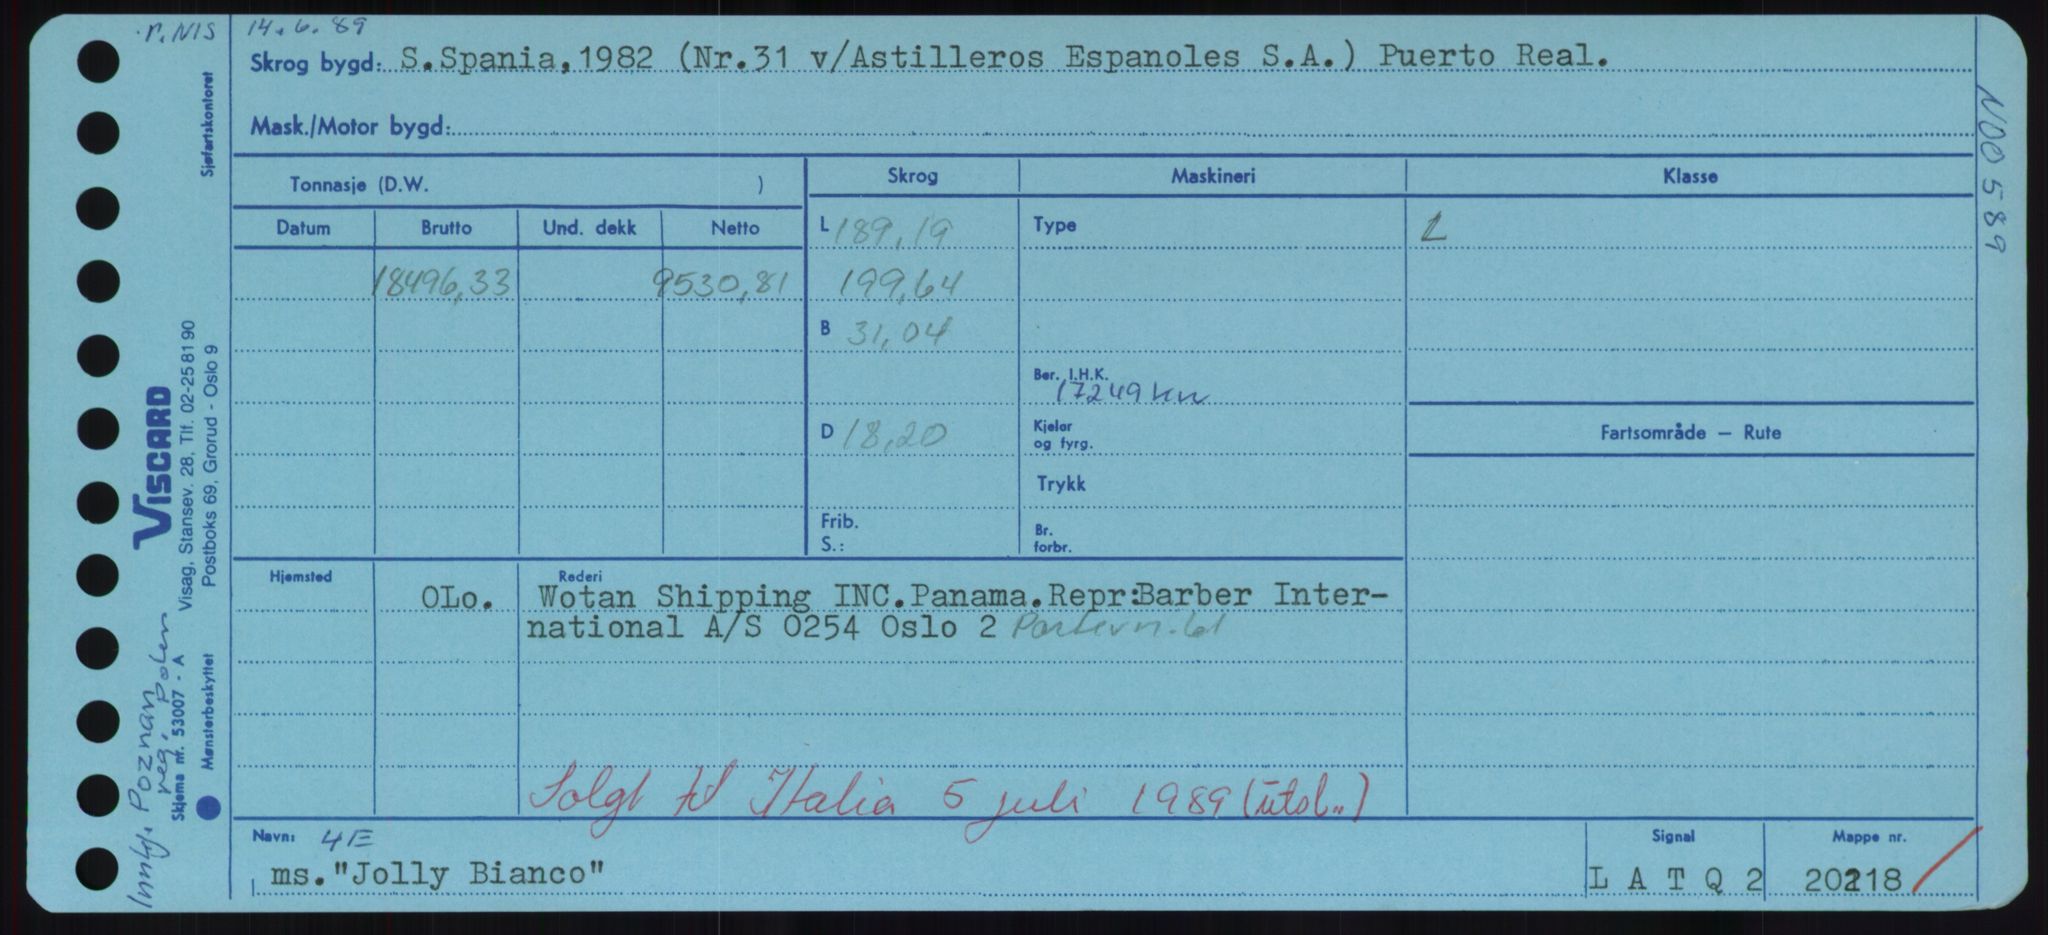 r. NIS 14.6.89
Skrog bygd: S.Spania,1982 (Nr.31 v/Astilleros Espanoles S.A.) Puerto Real.
Mask./Motor bygd:
Tonnasje (D.W. )
Datum Brutto Und. dekk Netto
18496,33 9530,81
Skrog
L 189,19
199,64
B 31,04
D 18,20
Frib.
S.:
Maskineri
Type
Ber. I.H.K.
17249 kw
Kjeler
og fyrg.
Trykk
Br.
forbr.
Klasse
1
Fartsområde — Rute
Hjemsted Rederi
OLo. Wotan Shipping INC.Panama.Repr:Barber Inter-
national A/S 0254 Oslo 2
Solgt til Italia 5 juli 1989
Navn: 4E
ms."Jolly Bianco"
Signal
L A T Q 2
Mappe nr.
20218
Sjøfartskontoret
VISCARD
Visag, Stansev. 28, Tlf. 02-25 81 90
Postboks 69, Grorud - Oslo 9
Skjema nr. 53007 - A
Mønsterbeskyttet
Poznan
reg. Polen
N00 589